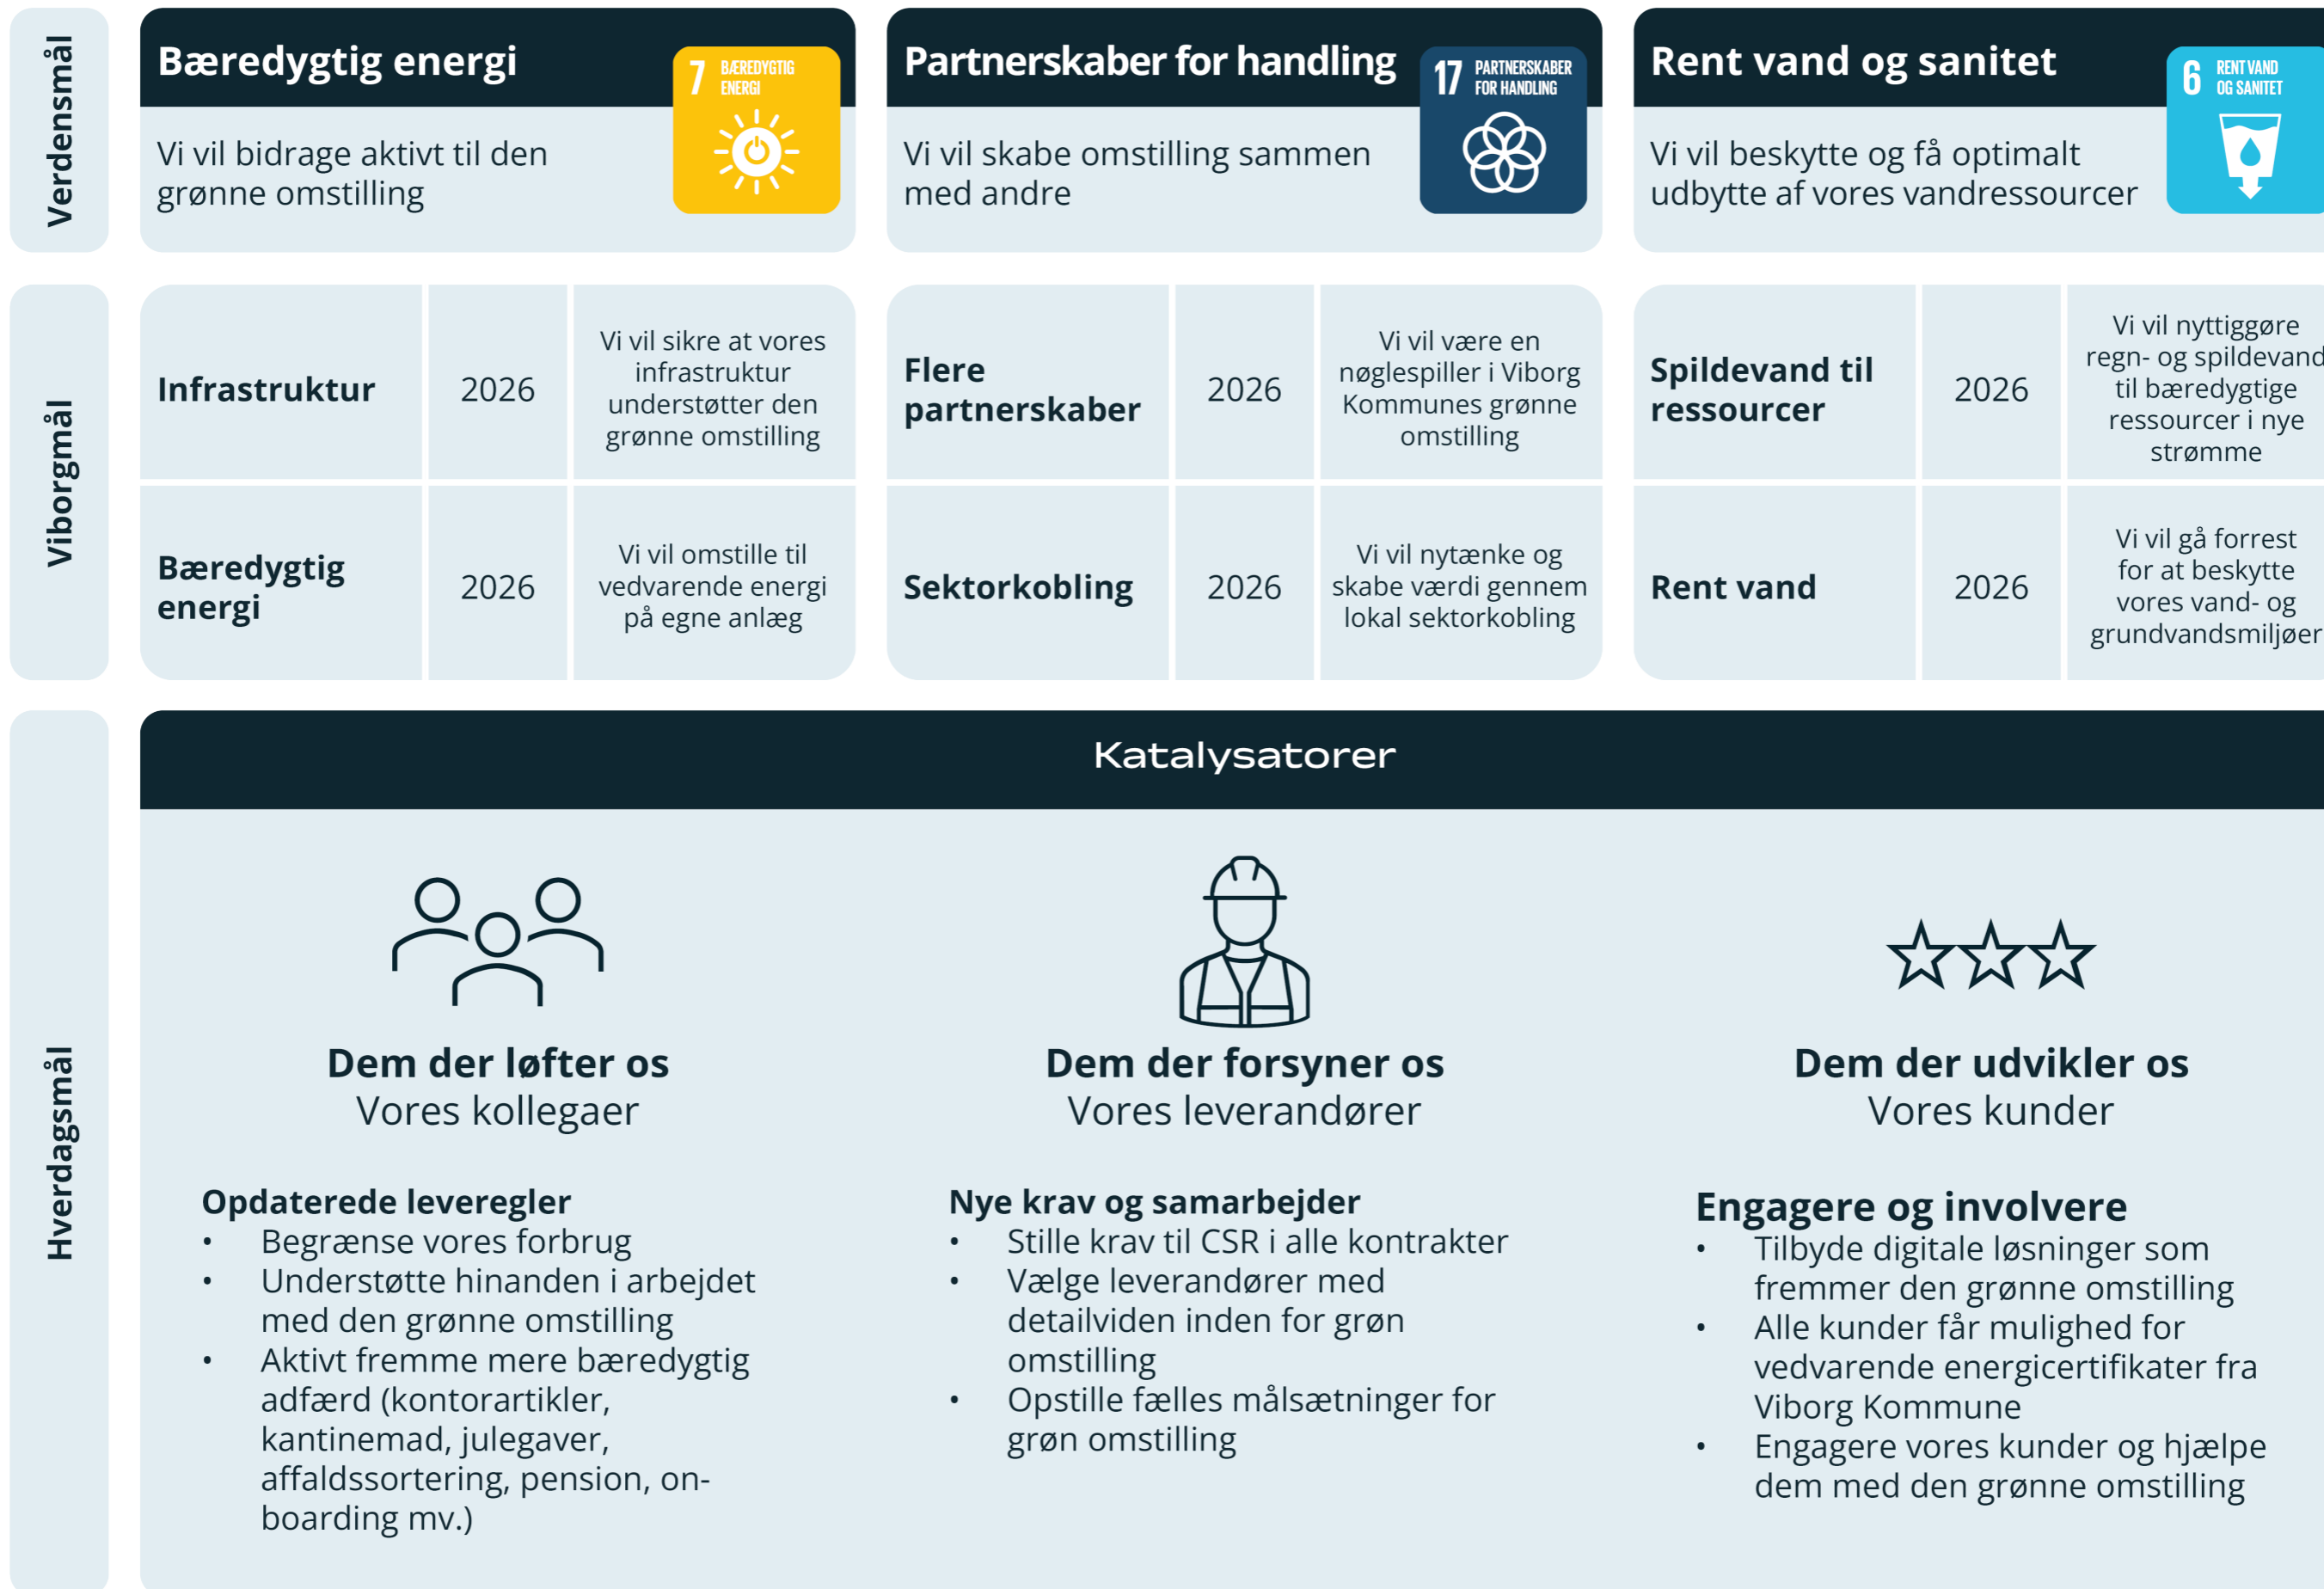 Verdensmål
Bæredygtig energi
7 BÆREDYGTIG
ENERGI
Vi vil bidrage aktivt til den
grønne omstilling
Partnerskaber for handling
17 PARTNERSKABER
FOR HANDLING
Vi vil skabe omstilling sammen
med andre
Rent vand og sanitet
6 RENT VAND
OG SANITET
Vi vil beskytte og få optimalt
udbytte af vores vandressourcer
Viborgmål
Infrastruktur
2026
Vi vil sikre at vores
infrastruktur
understøtter den
grønne omstilling
Bæredygtig
energi
2026
Vi vil omstille til
vedvarende energi
på egne anlæg
Flere
partnerskaber
2026
Vi vil være en
nøglespiller i Viborg
Kommunes grønne
omstilling
Sektorkobling
2026
Vi vil nytænke og
skabe værdi gennem
lokal sektorkobling
Spildevand til
ressourcer
2026
Vi vil nyttiggøre
regn- og spildevand
til bæredygtige
ressourcer i nye
strømme
Rent vand
2026
Vi vil gå forrest
for at beskytte
vores vand- og
grundvandsmiljøer
Hverdagsmål
Katalysatorer
Dem der løfter os
Vores kollegaer
Opdaterede leveregler
• Begrænse vores forbrug
• Understøtte hinanden i arbejdet
med den grønne omstilling
• Aktivt fremme mere bæredygtig
adfærd (kontorartikler,
kantinemad, julegaver,
affaldssortering, pension, on-
boarding mv.)
Dem der forsyner os
Vores leverandører
Nye krav og samarbejder
• Stille krav til CSR i alle kontrakter
• Vælge leverandører med
detailviden inden for grøn
omstilling
• Opstille fælles målsætninger for
grøn omstilling
Dem der udvikler os
Vores kunder
Engagere og involvere
• Tilbyde digitale løsninger som
fremmer den grønne omstilling
• Alle kunder får mulighed for
vedvarende energicertifikater fra
Viborg Kommune
• Engagere vores kunder og hjælpe
dem med den grønne omstilling